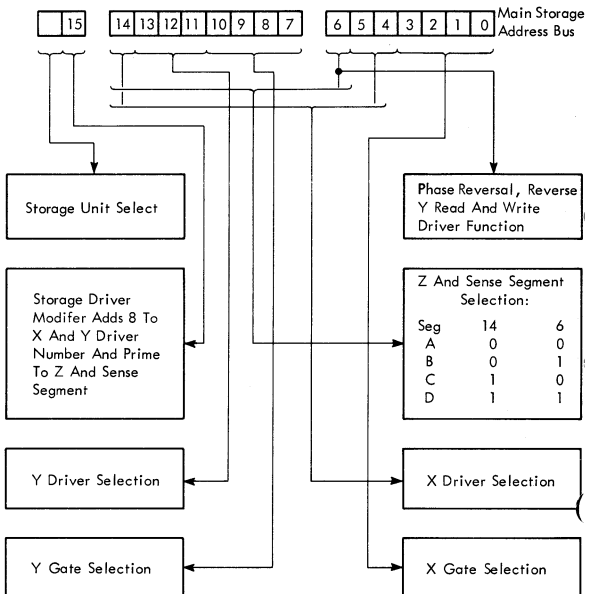 15 14 13 12 11 10 9 8 7 6 5 4 3 2 1 0 Main Storage
Address Bus
Storage Unit Select
Phase Reversal, Reverse
Y Read And Write
Driver Function
Storage Driver
Modifer Adds 8 To
X And Y Driver
Number And Prime
To Z And Sense
Segment
Z And Sense Segment
Selection:
Seg 14 6
A 0 0
B 0 1
C 1 0
D 1 1
Y Driver Selection
X Driver Selection
Y Gate Selection
X Gate Selection